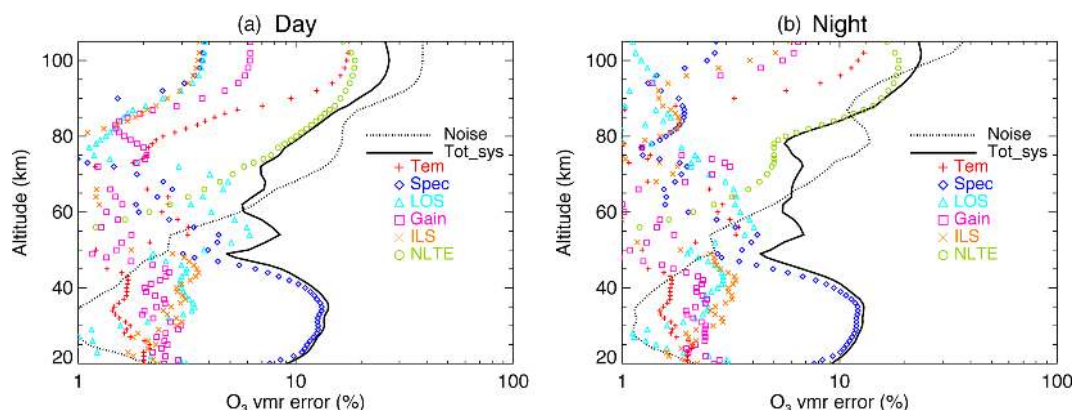 (a) Day
100
80
60
40
20
Altitude (km)
Noise
Tot_sys
Tem
Spec
LOS
Gain
ILS
NLTE
1 10 100
O₃ vmr error (%)
(b) Night
100
80
60
40
20
Altitude (km)
Noise
Tot_sys
Tem
Spec
LOS
Gain
ILS
NLTE
1 10 100
O₃ vmr error (%)